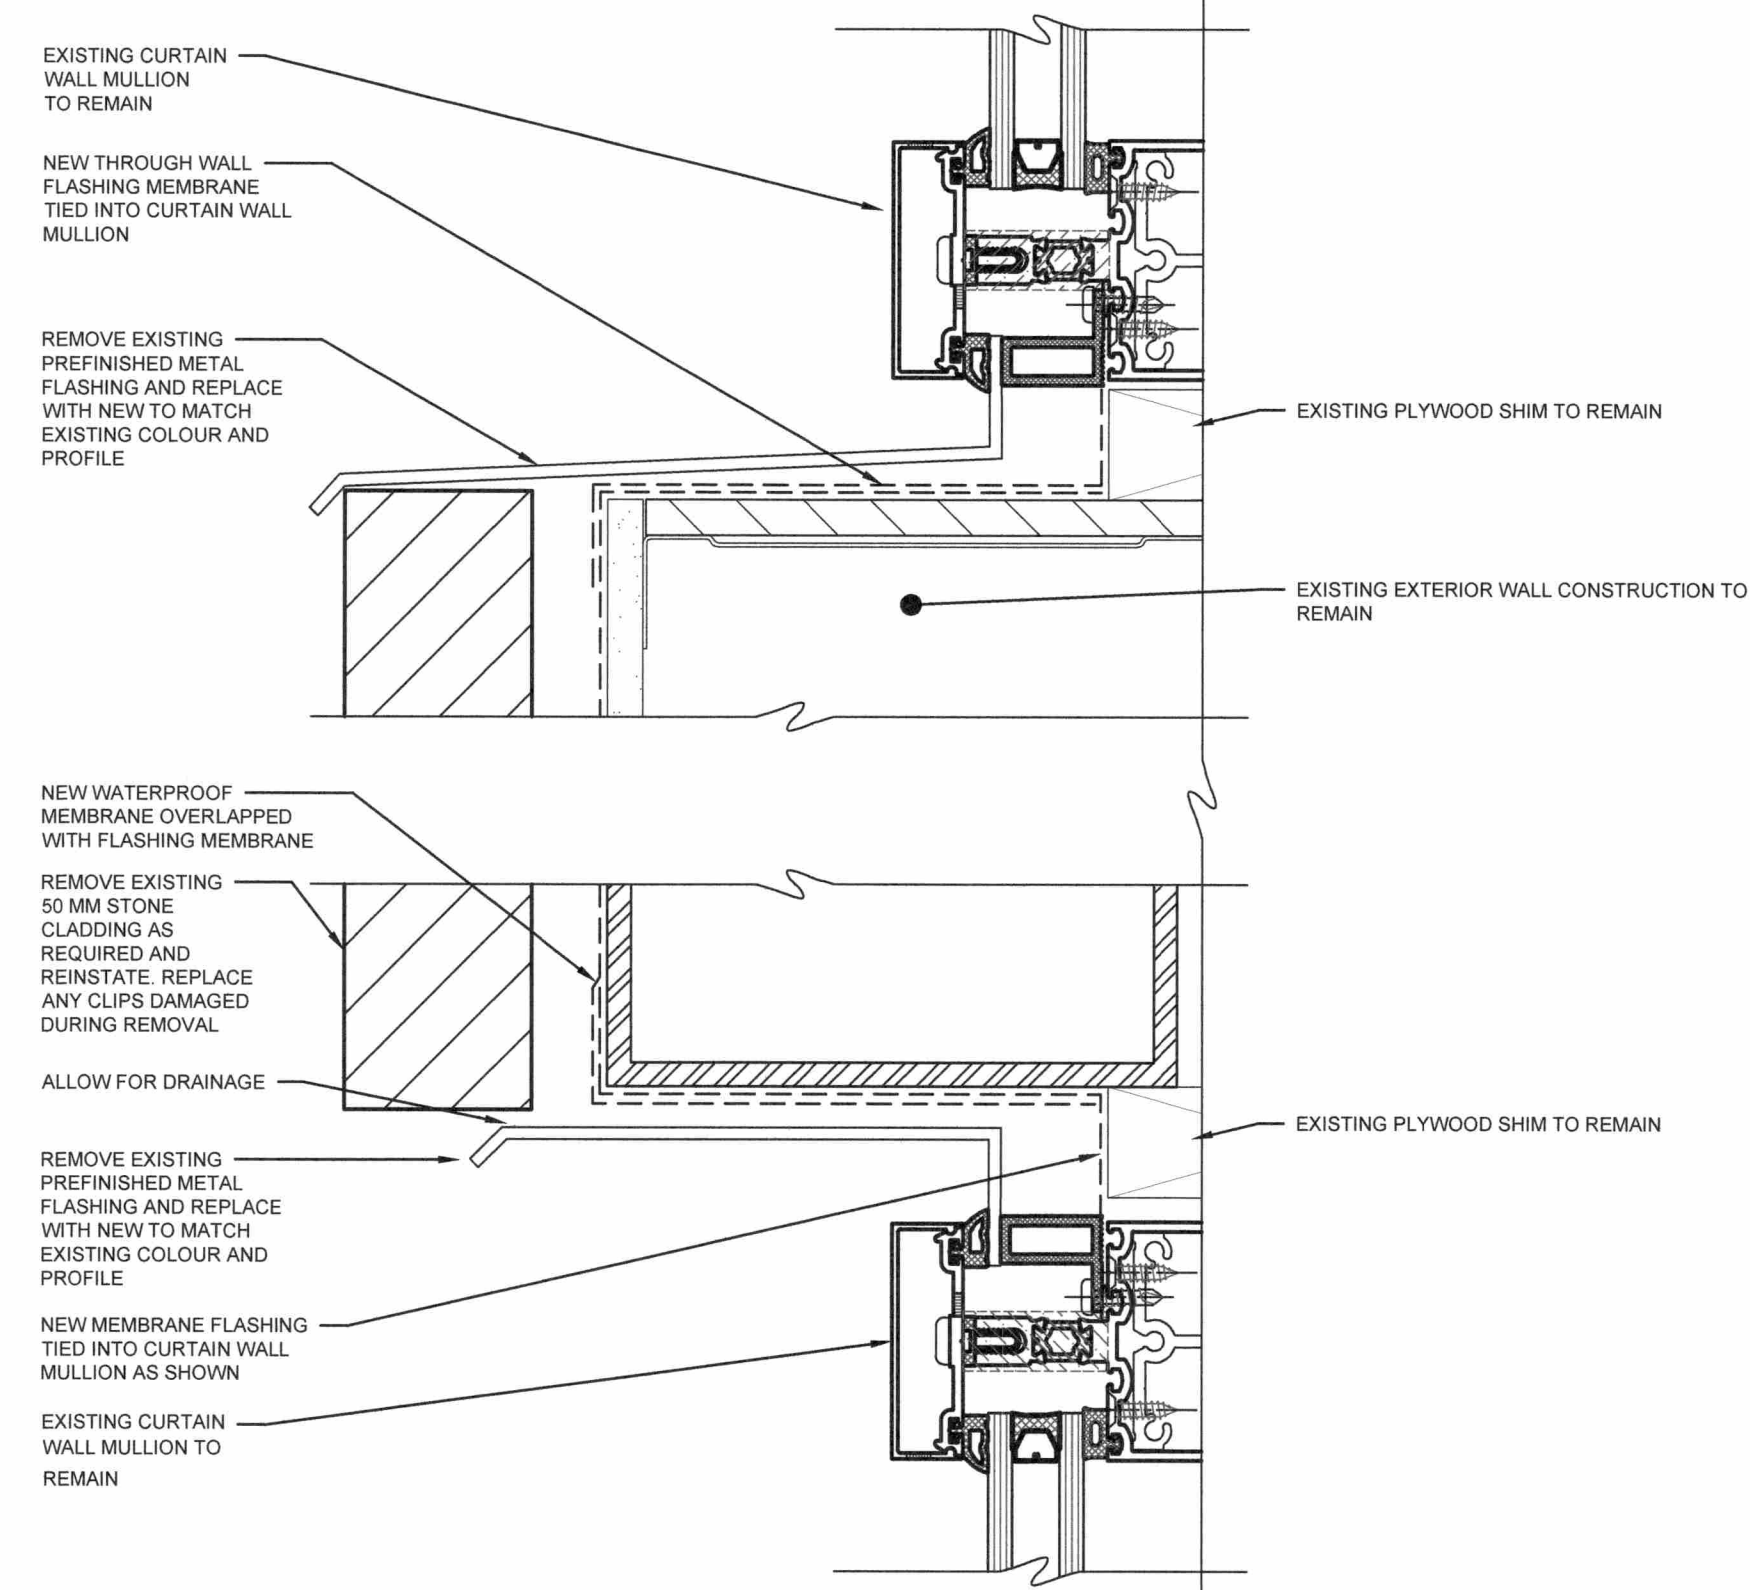 EXISTING CURTAIN
WALL MULLION
TO REMAIN
NEW THROUGH WALL
FLASHING MEMBRANE
TIED INTO CURTAIN WALL
MULLION
REMOVE EXISTING
PREFINISHED METAL
FLASHING AND REPLACE
WITH NEW TO MATCH
EXISTING COLOUR AND
PROFILE
EXISTING PLYWOOD SHIM TO REMAIN
EXISTING EXTERIOR WALL CONSTRUCTION TO
REMAIN
NEW WATERPROOF
MEMBRANE OVERLAPPED
WITH FLASHING MEMBRANE
REMOVE EXISTING
50 MM STONE
CLADDING AS
REQUIRED AND
REINSTATE. REPLACE
ANY CLIPS DAMAGED
DURING REMOVAL
ALLOW FOR DRAINAGE
EXISTING PLYWOOD SHIM TO REMAIN
REMOVE EXISTING
PREFINISHED METAL
FLASHING AND REPLACE
WITH NEW TO MATCH
EXISTING COLOUR AND
PROFILE
NEW MEMBRANE FLASHING
TIED INTO CURTAIN WALL
MULLION AS SHOWN
EXISTING CURTAIN
WALL MULLION TO
REMAIN